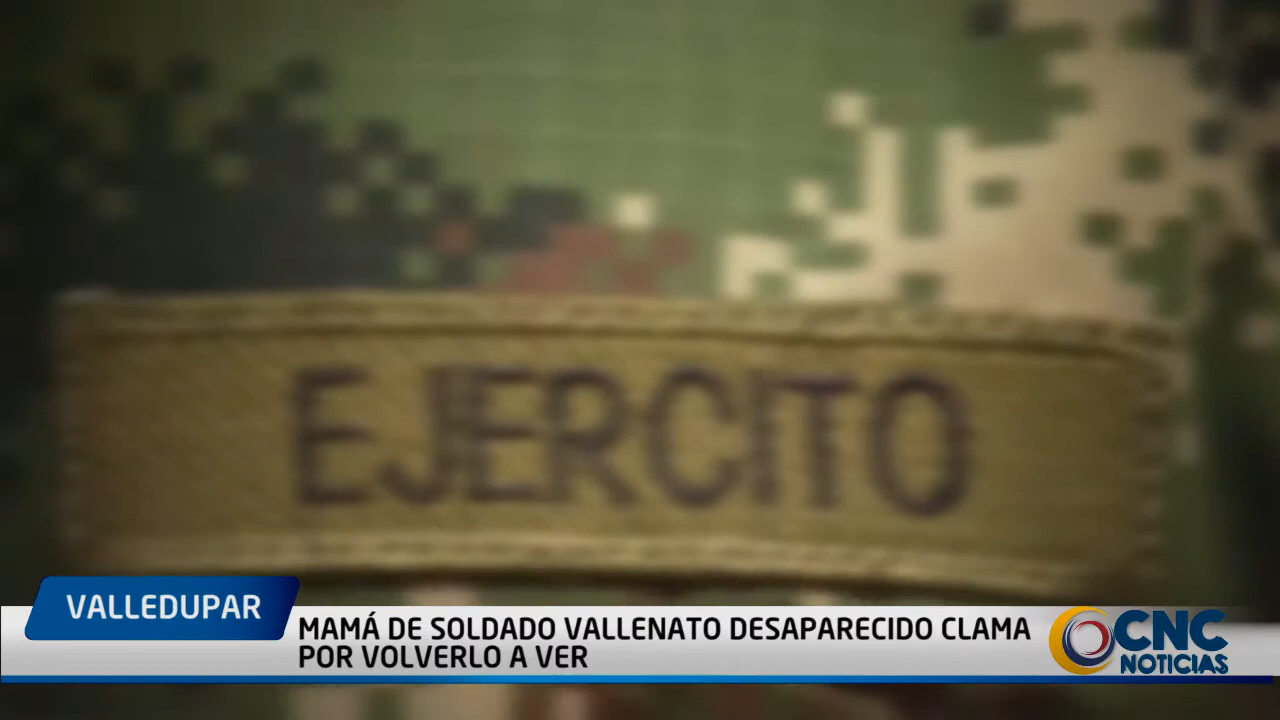 EJERCITO
VALLEDUPAR
MAMÁ DE SOLDADO VALLENATO DESAPARECIDO CLAMA
POR VOLVERLO A VER
CNC
NOTICIAS